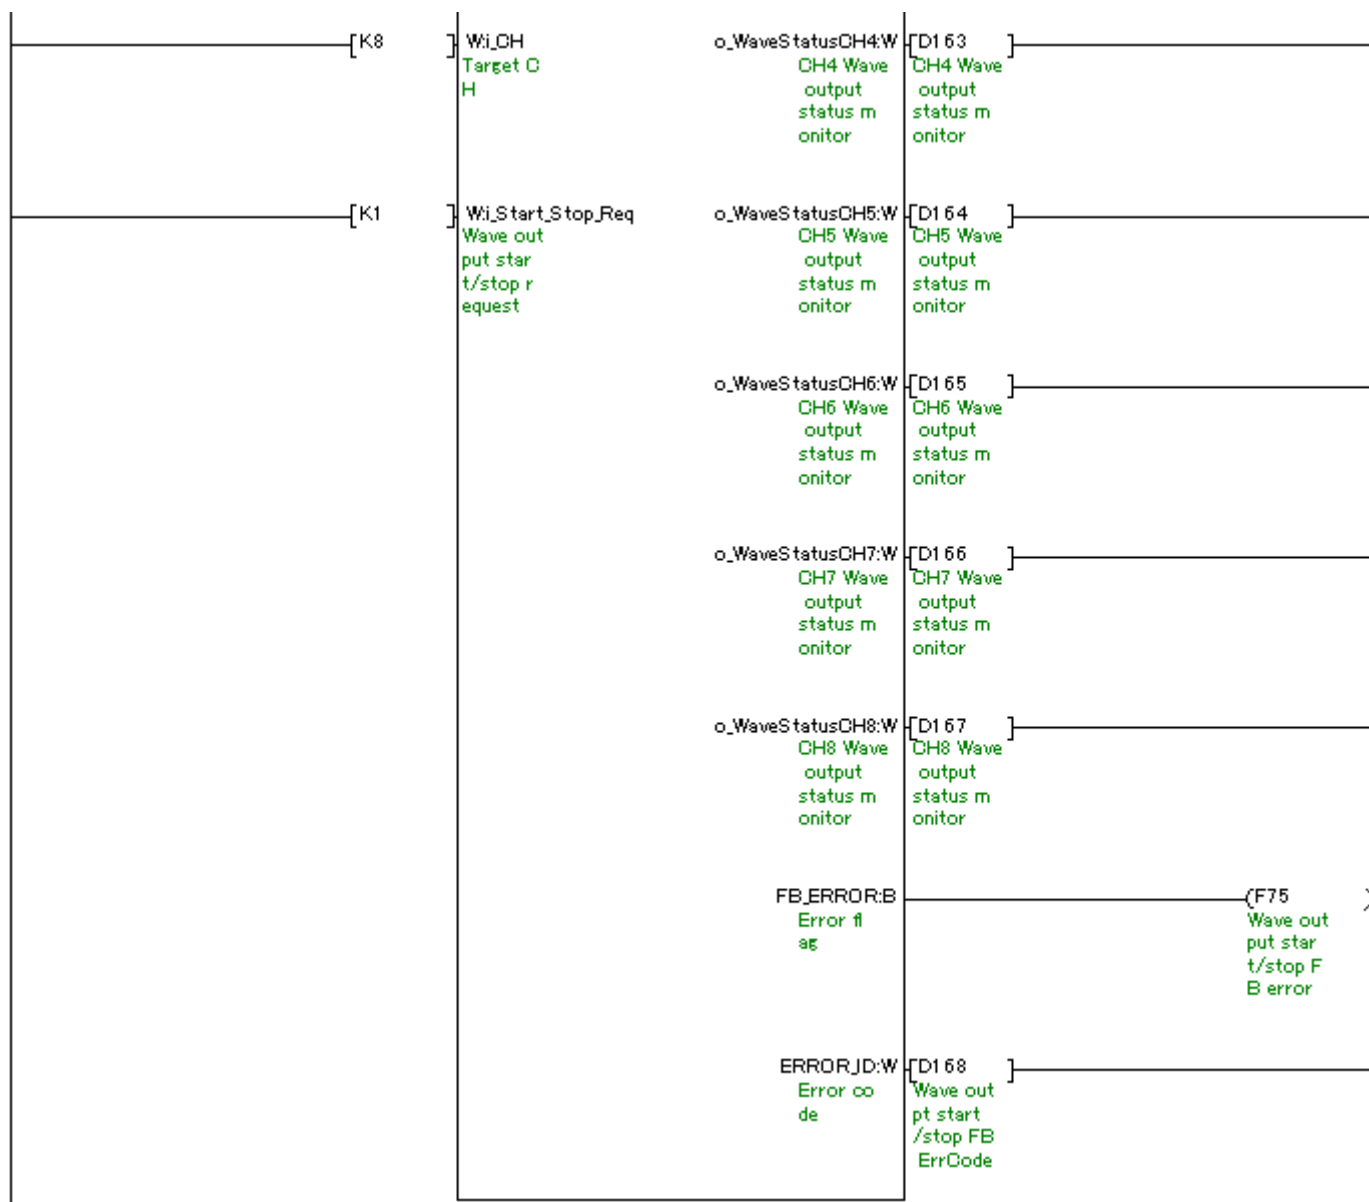 [K8 ] W:i_CH o_WaveStatusCH4:W [D163 ]
Target C
H
CH4 Wave
output
status m
onitor
CH4 Wave
output
status m
onitor
[K1 ] W:i_Start_Stop_Req o_WaveStatusCH5:W [D164 ]
Wave out
put star
t/stop r
equest
CH5 Wave
output
status m
onitor
CH5 Wave
output
status m
onitor
o_WaveStatusCH6:W [D165 ]
CH6 Wave
output
status m
onitor
CH6 Wave
output
status m
onitor
o_WaveStatusCH7:W [D166 ]
CH7 Wave
output
status m
onitor
CH7 Wave
output
status m
onitor
o_WaveStatusCH8:W [D167 ]
CH8 Wave
output
status m
onitor
CH8 Wave
output
status m
onitor
FB_ERROR:B (F75 )
Error fl
ag
Wave out
put star
t/stop F
B error
ERROR_ID:W [D168 ]
Error co
de
Wave out
pt start
/stop FB
ErrCode